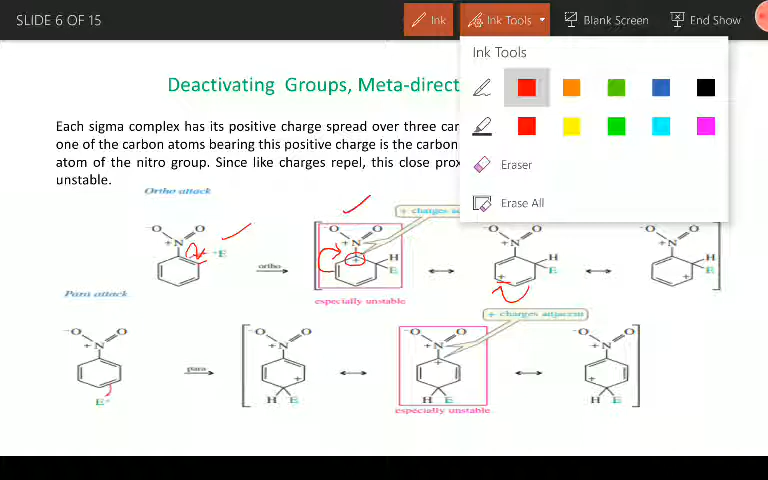 SLIDE 6 OF 15
Ink
Ink Tools
Blank Screen
End Show
Ink Tools
Eraser
Erase All
Deactivating Groups, Meta-direct
Each sigma complex has its positive charge spread over three car
one of the carbon atoms bearing this positive charge is the carbon
atom of the nitro group. Since like charges repel, this close prox
unstable.
Ortho attack
+ charges a
⁻O O
+N
⁺E
ortho
⁻O O
+N
+
H
E
especially unstable
⁻O O
+N
H
E
+
⁻O O
+N
H
E
+
Para attack
+ charges adjacent
⁻O O
+N
E⁺
para
⁻O O
+N
+
H E
⁻O O
+N
+
H E
especially unstable
⁻O O
+N
+
H E